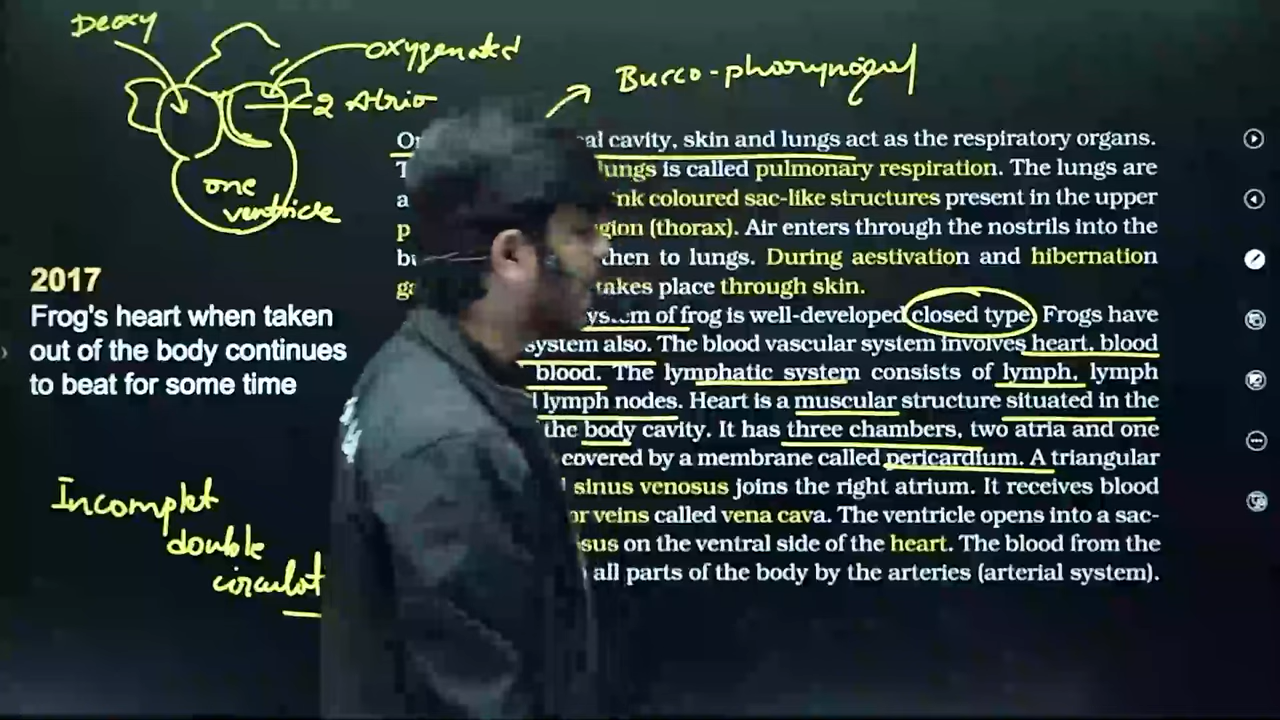 Deoxy
oxygenated
2 Atria
one
ventricle
Bucco-pharyngeal
2017
Frog's heart when taken
out of the body continues
to beat for some time
Incomplet
double
circulat
cavity, skin and lungs act as the respiratory organs.
lungs is called pulmonary respiration. The lungs are
coloured sac-like structures present in the upper
(thorax). Air enters through the nostrils into the
then to lungs. During aestivation and hibernation
takes place through skin.
of frog is well-developed closed type. Frogs have
system also. The blood vascular system involves heart, blood
blood. The lymphatic system consists of lymph, lymph
lymph nodes. Heart is a muscular structure situated in the
the body cavity. It has three chambers, two atria and one
covered by a membrane called pericardium. A triangular
sinus venosus joins the right atrium. It receives blood
veins called vena cava. The ventricle opens into a sac-
on the ventral side of the heart. The blood from the
all parts of the body by the arteries (arterial system).